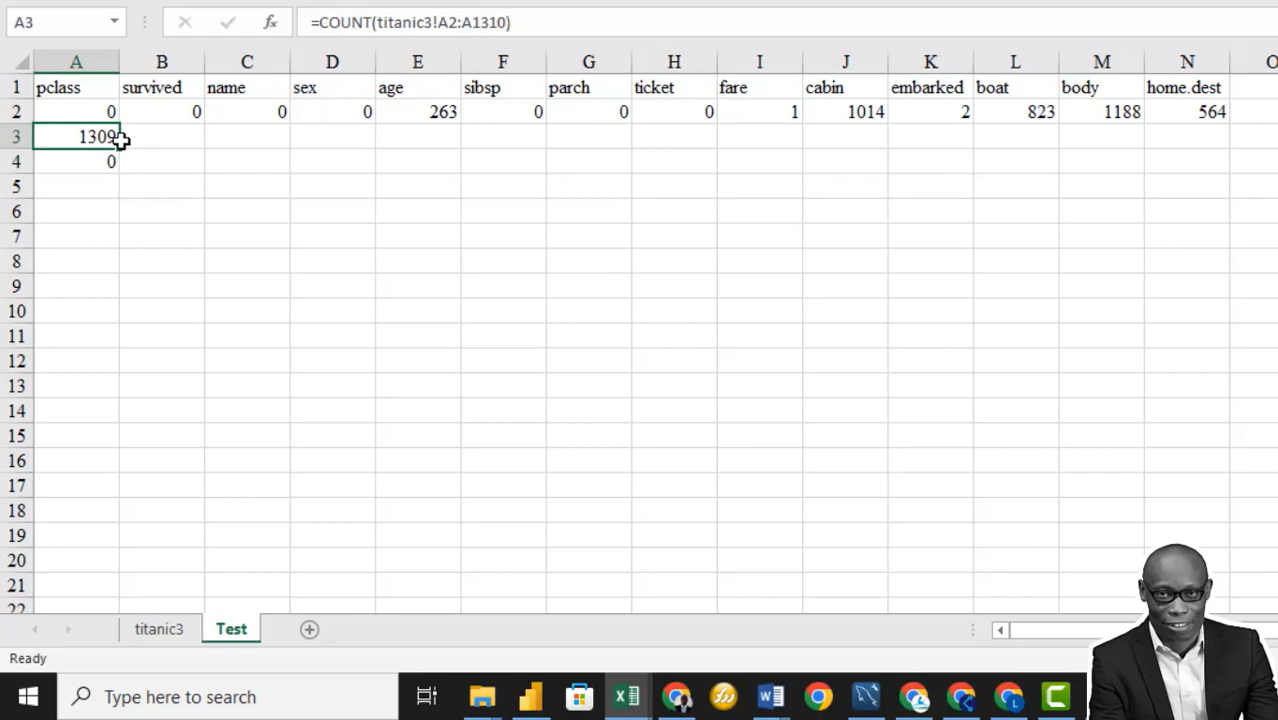 A3 =COUNT(titanic3!A2:A1310)
A B C D E F G H I J K L M N O
1 pclass survived name sex age sibsp parch ticket fare cabin embarked boat body home.dest
2 0 0 0 0 263 0 0 0 1 1014 2 823 1188 564
3 1309
4 0
5
6
7
8
9
10
11
12
13
14
15
16
17
18
19
20
21
22
titanic3 Test
Ready
Type here to search